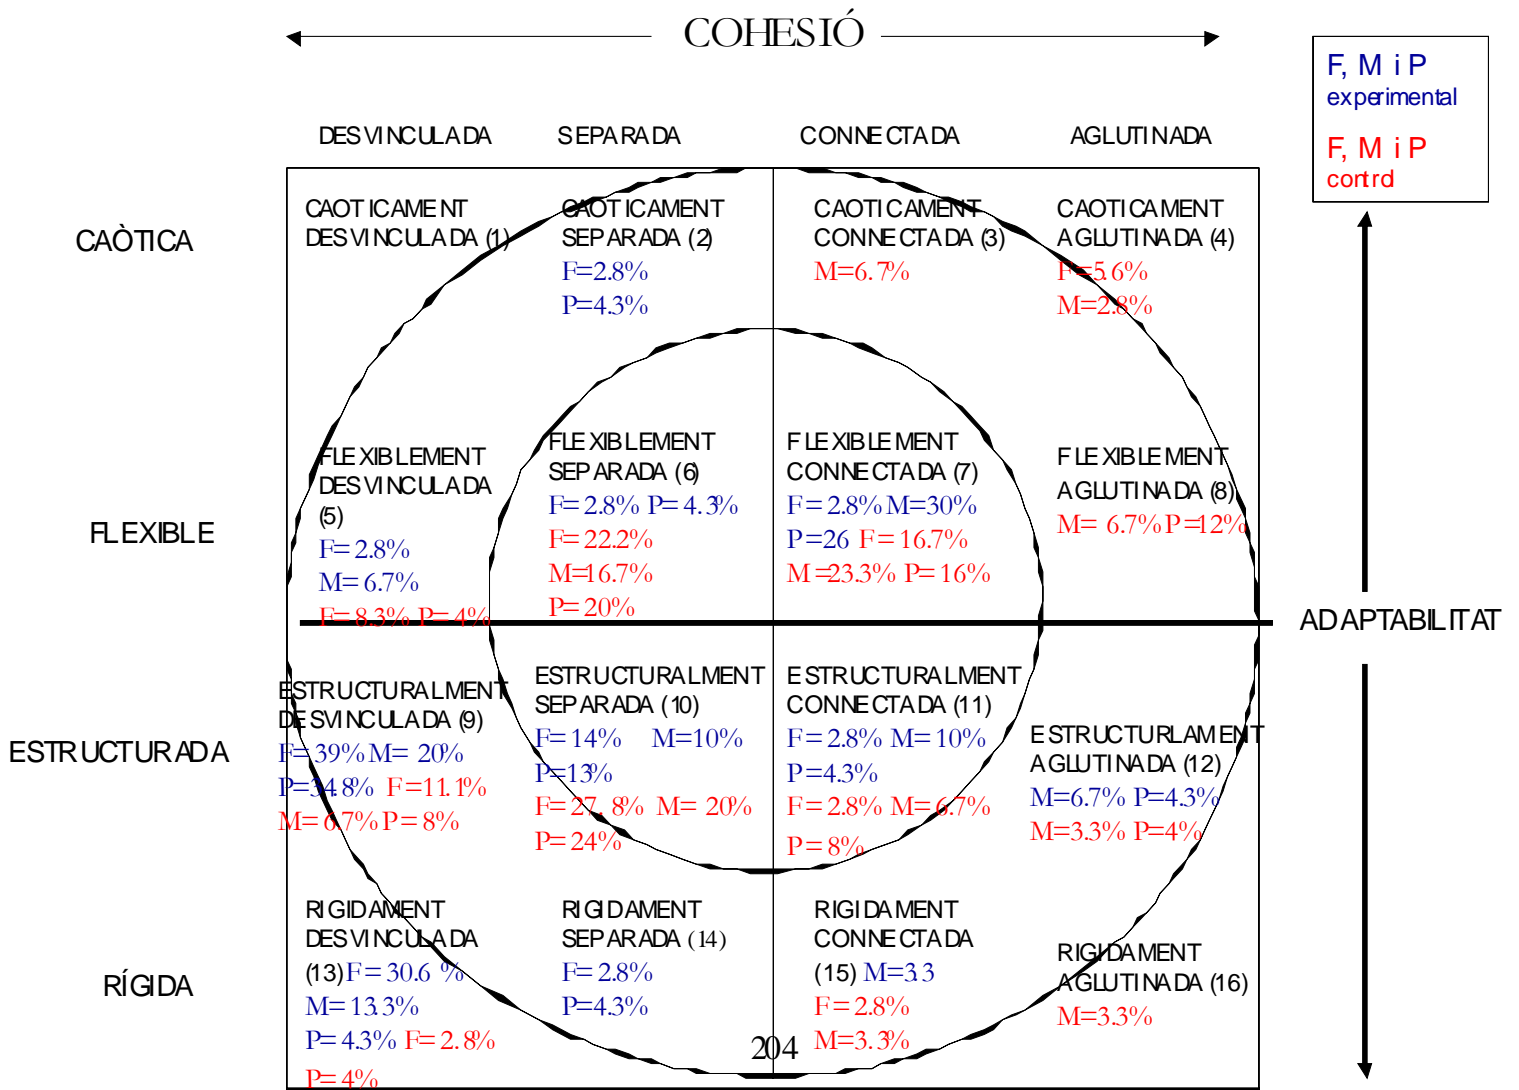 COHESIÓ
F, M i P
experimental
F, M i P
control
DESVINCULADA
SEPARADA
CONNECTADA
AGLUTINADA
CAÒTICA
CAOTICAMENT
DESVINCULADA (1)
CAOTICAMENT
SEPARADA (2)
F=2.8%
P=4.3%
CAOTICAMENT
CONNECTADA (3)
M=6.7%
CAOTICAMENT
AGLUTINADA (4)
F=5.6%
M=2.8%
FLEXIBLE
FLEXIBLEMENT
DESVINCULADA
(5)
F= 2.8%
M= 6.7%
F=8.3% P= 4%
FLEXIBLEMENT
SEPARADA (6)
F= 2.8% P= 4.3%
F= 22.2%
M=16.7%
P= 20%
FLEXIBLEMENT
CONNECTADA (7)
F= 2.8% M=30%
P=26 F= 16.7%
M=23.3% P= 16%
FLEXIBLEMENT
AGLUTINADA (8)
M= 6.7% P=12%
ADAPTABILITAT
ESTRUCTURADA
ESTRUCTURALMENT
DESVINCULADA (9)
F=39% M= 20%
P=34.8% F=11.1%
M= 6.7% P= 8%
ESTRUCTURALMENT
SEPARADA (10)
F= 14% M=10%
P=13%
F= 27, 8% M= 20%
P= 24%
ESTRUCTURALMENT
CONNECTADA (11)
F= 2.8% M= 10%
P=4.3%
F= 2.8% M= 6.7%
P= 8%
ESTRUCTURLAMENT
AGLUTINADA (12)
M=6.7% P=4.3%
M=3.3% P=4%
RÍGIDA
RIGIDAMENT
DESVINCULADA
(13) F= 30.6 %
M= 13.3%
P= 4.3% F= 2.8%
P= 4%
RIGIDAMENT
SEPARADA (14)
F= 2.8%
P=4.3%
RIGIDAMENT
CONNECTADA
(15) M=3.3
F= 2.8%
M=3.3%
RIGIDAMENT
AGLUTINADA (16)
M=3.3%
204